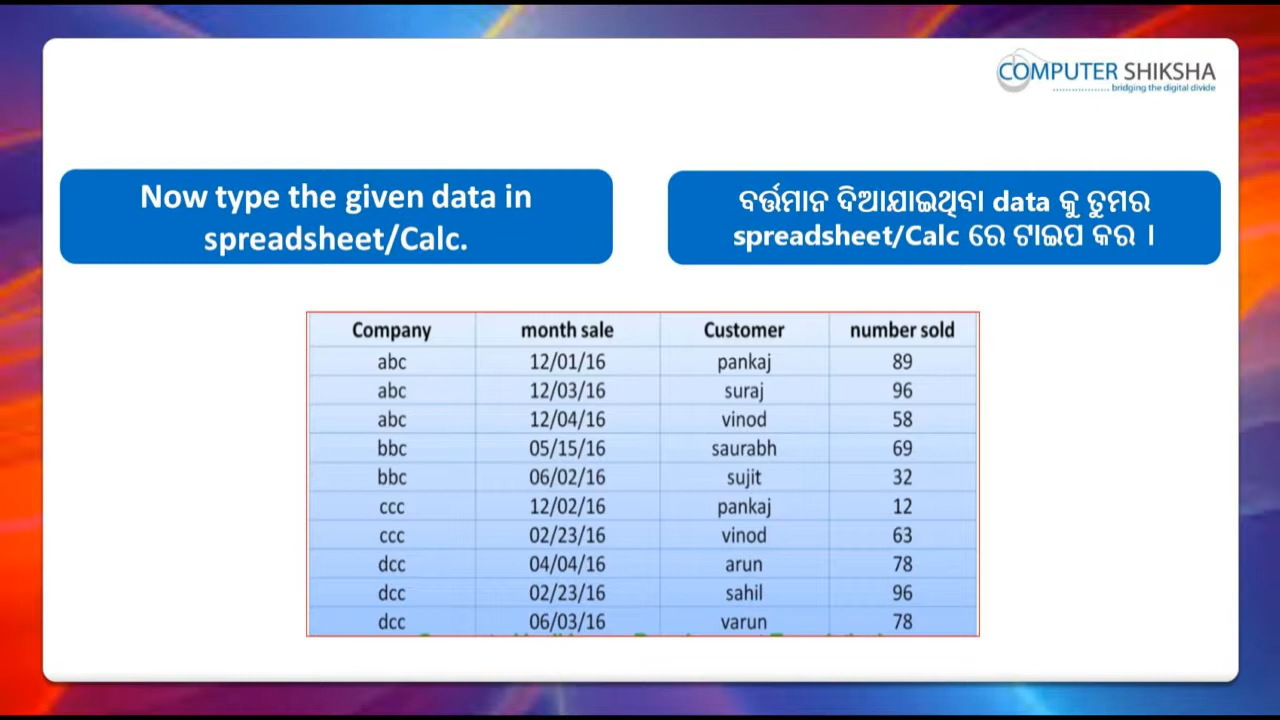 COMPUTER SHIKSHA
bridging the digital divide
Now type the given data in
spreadsheet/Calc.
ବର୍ତ୍ତମାନ ଦିଆଯାଇଥିବା data କୁ ତୁମର
spreadsheet/Calc ରେ ଟାଇପ କର ।
Company month sale Customer number sold
abc 12/01/16 pankaj 89
abc 12/03/16 suraj 96
abc 12/04/16 vinod 58
bbc 05/15/16 saurabh 69
bbc 06/02/16 sujit 32
ccc 12/02/16 pankaj 12
ccc 02/23/16 vinod 63
dcc 04/04/16 arun 78
dcc 02/23/16 sahil 96
dcc 06/03/16 varun 78